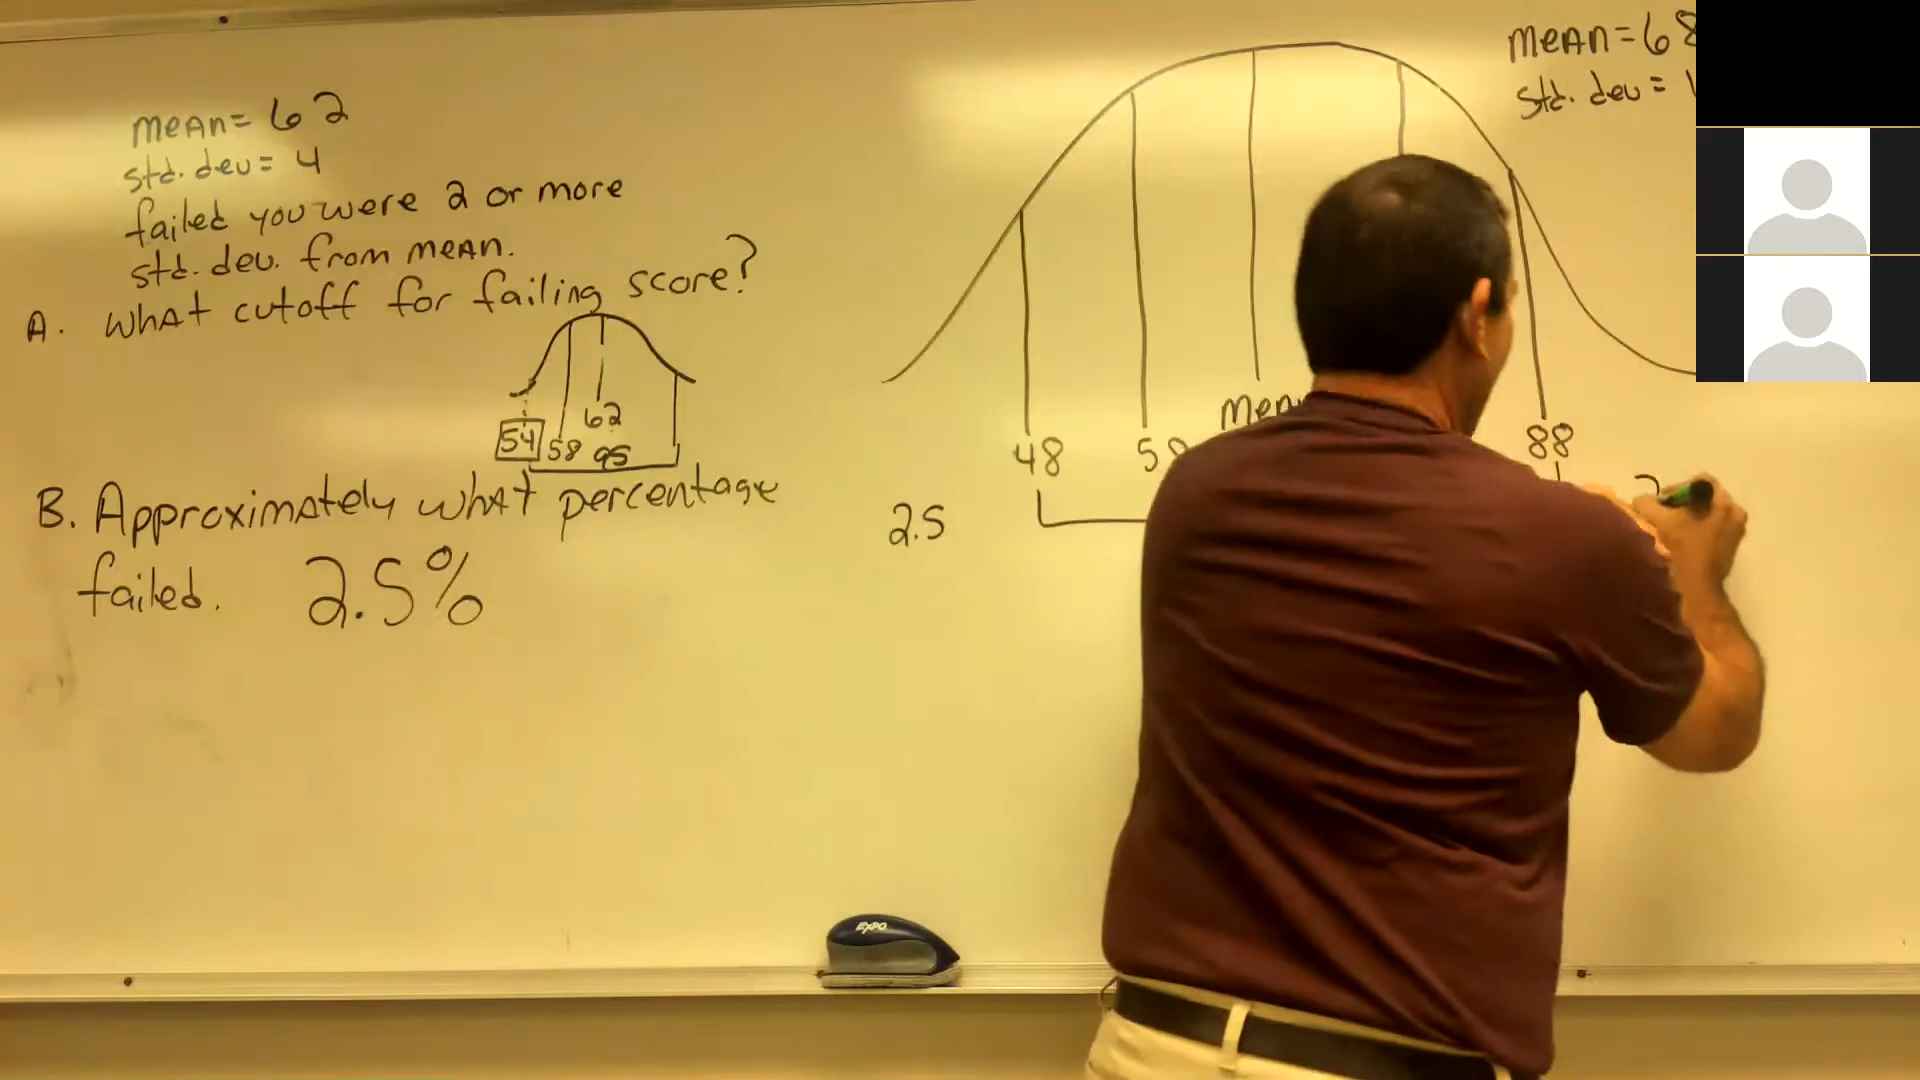 mean = 62
std. dev = 4
failed you were 2 or more
std. dev. from mean.
A. What cutoff for failing score?
62
54 58 95
B. Approximately what percentage
failed. 2.5%
mean = 68
std. dev =
48 58 88
2.5
EXPO